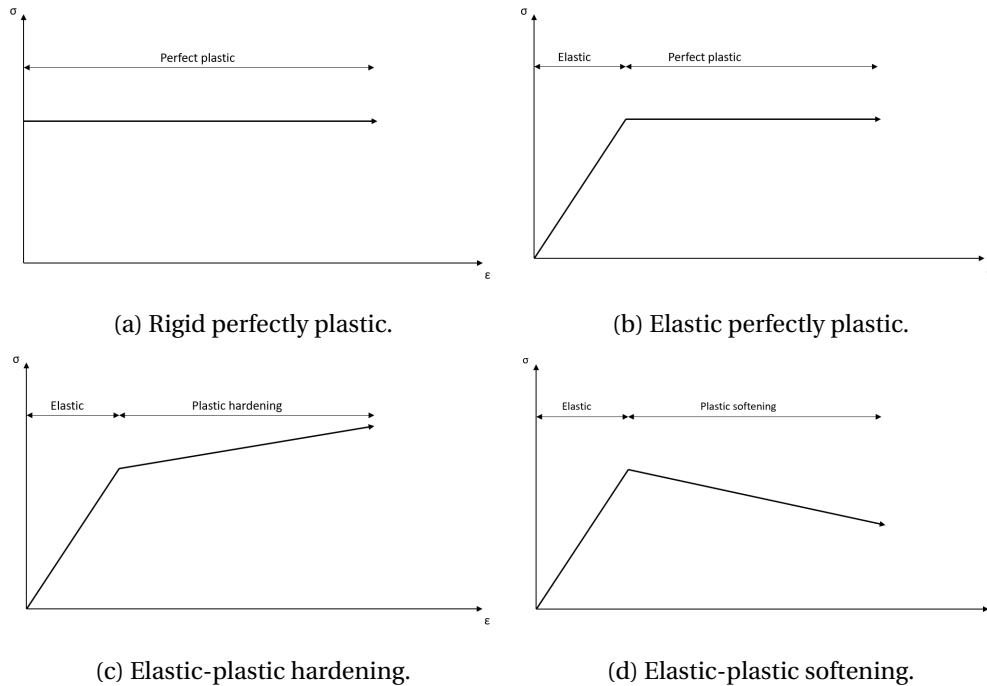 σ
Perfect plastic
ε
(a) Rigid perfectly plastic.
σ
Elastic
Perfect plastic
(b) Elastic perfectly plastic.
σ
Elastic
Plastic hardening
ε
(c) Elastic-plastic hardening.
σ
Elastic
Plastic softening
(d) Elastic-plastic softening.